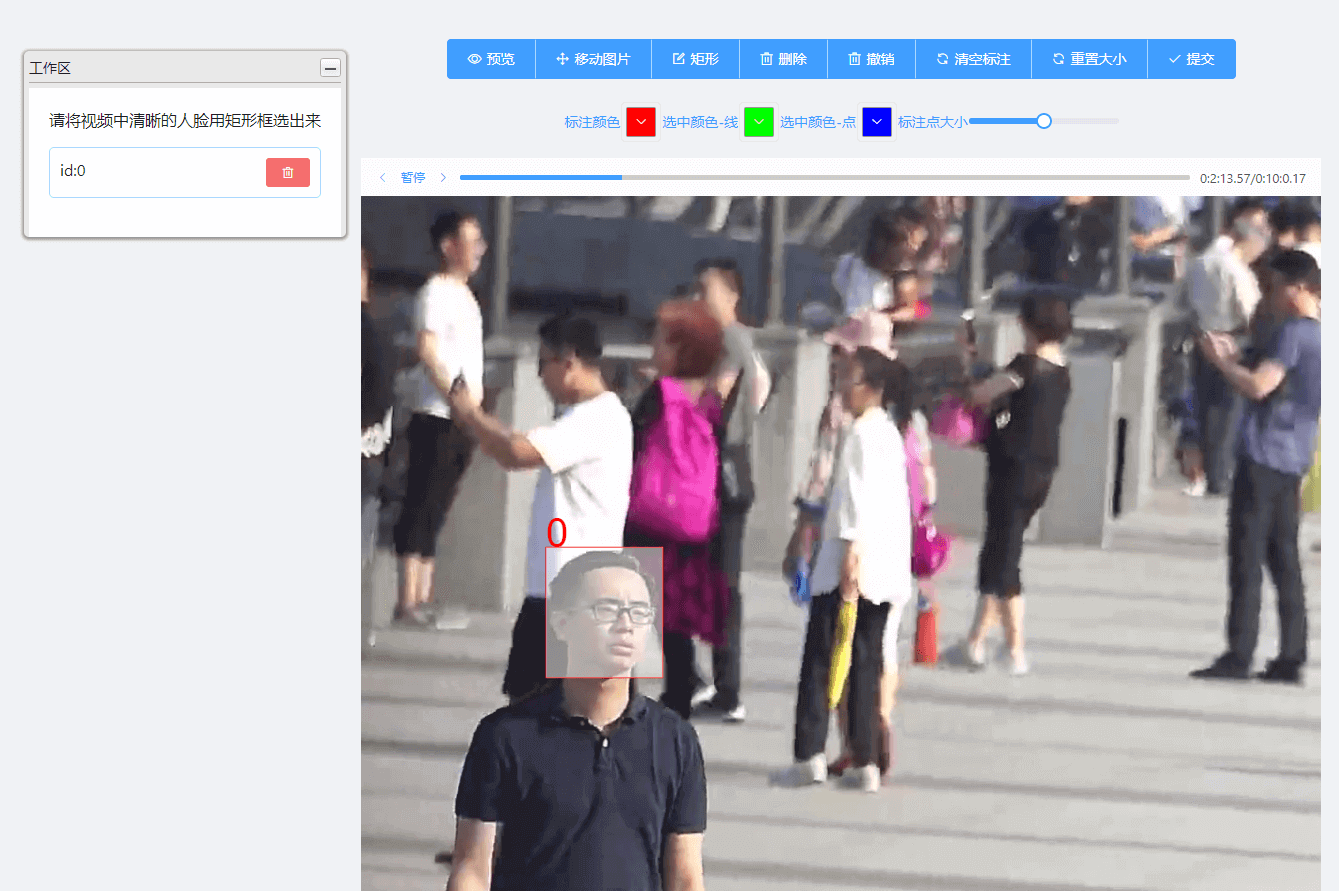 预览 移动图片 矩形 删除 撤销 清空标注 重置大小 提交
工作区
请将视频中清晰的人脸用矩形框选出来
id:0
标注颜色 选中颜色-线 选中颜色-点 标注点大小
暂停 0:2:13.57/0:10:0.17
0